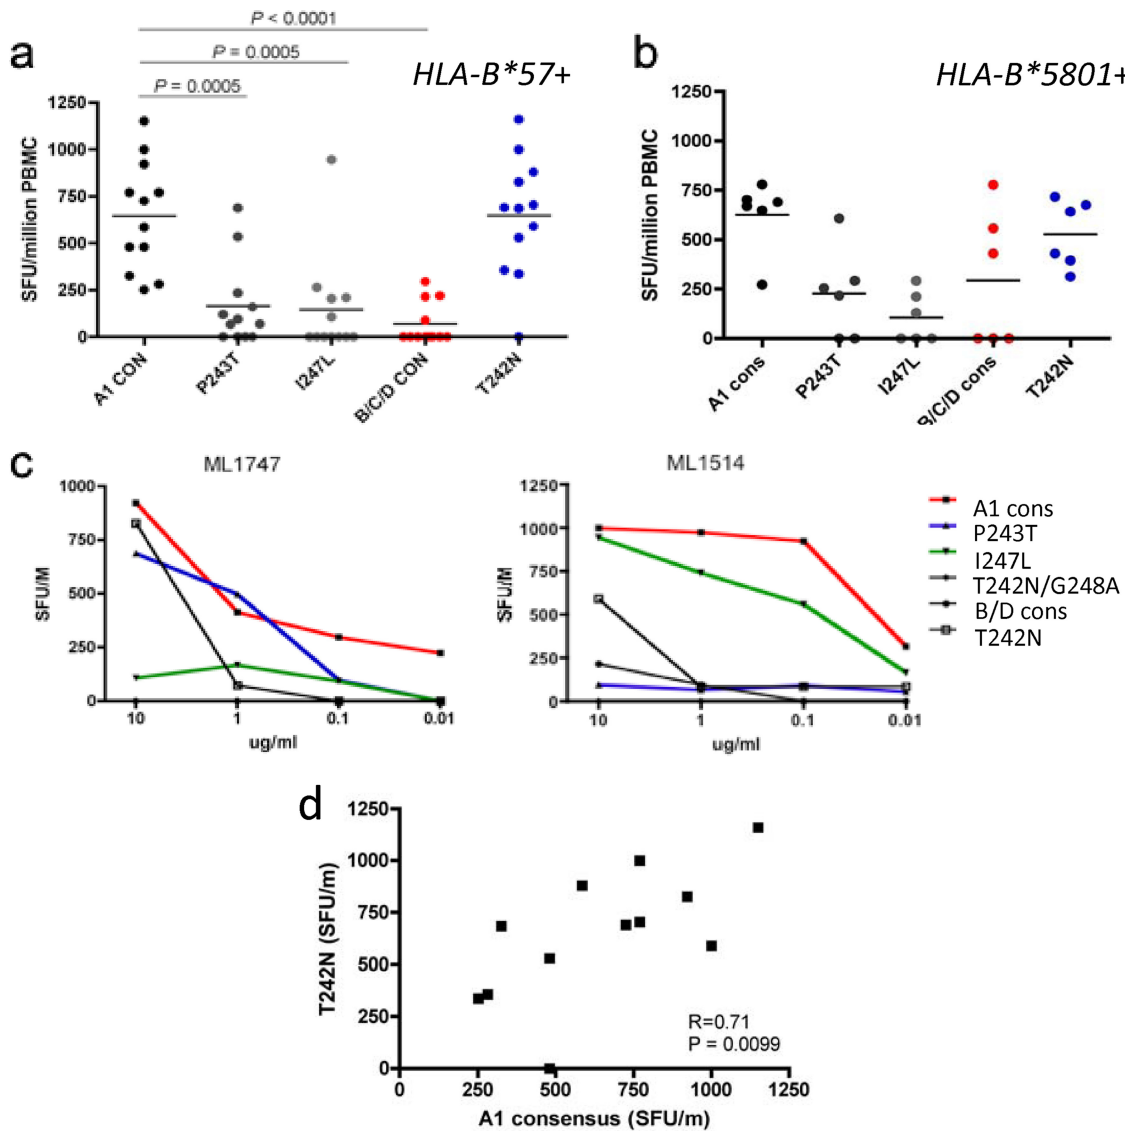 a
P < 0.0001
P = 0.0005
P = 0.0005
HLA-B*57+
SFU/million PBMC
1250
1000
750
500
250
0
A1 CON
P243T
I247L
B/C/D CON
T242N
b
HLA-B*5801+
SFU/million PBMC
1250
1000
750
500
250
0
A1 cons
P243T
I247L
B/C/D cons
T242N
c
ML1747
SFU/M
1000
750
500
250
0
10 1 0.1 0.01
ug/ml
ML1514
SFU/M
1250
1000
750
500
250
0
10 1 0.1 0.01
ug/ml
A1 cons
P243T
I247L
T242N/G248A
B/D cons
T242N
d
T242N (SFU/m)
1250
1000
750
500
250
0
R=0.71
P = 0.0099
0 250 500 750 1000 1250
A1 consensus (SFU/m)